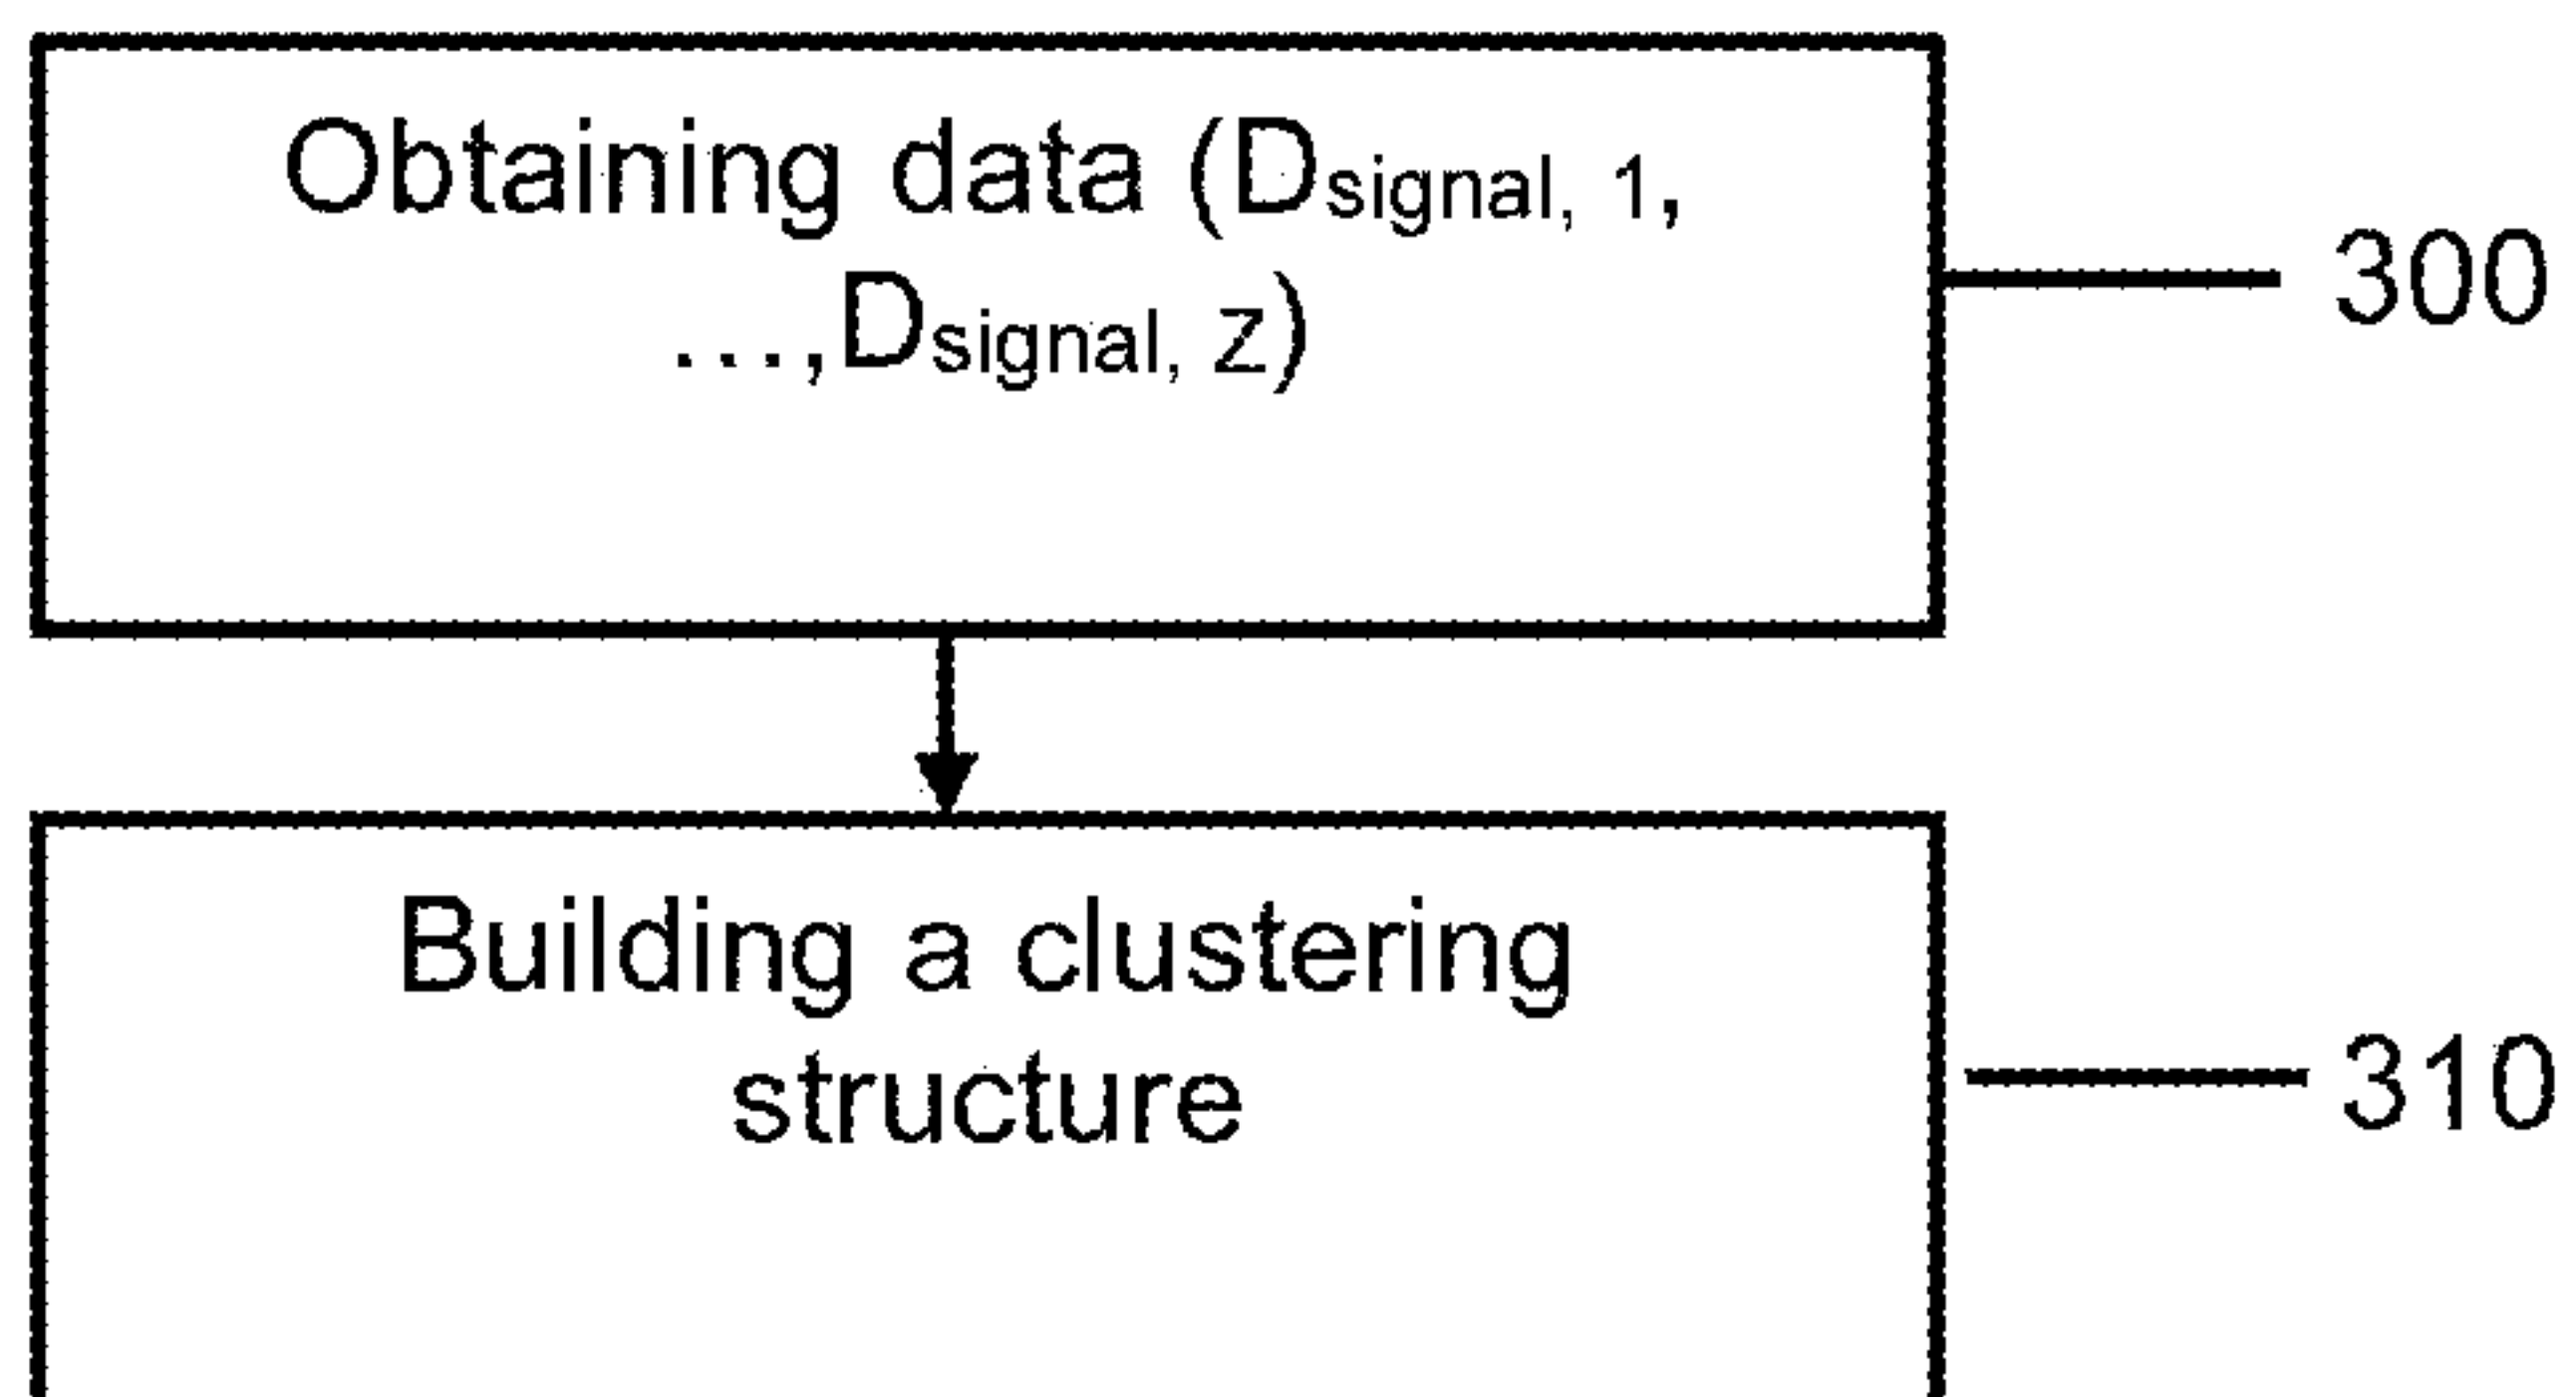 Obtaining data (Dsignal, 1,
...,Dsignal, Z)
300
Building a clustering
structure
310